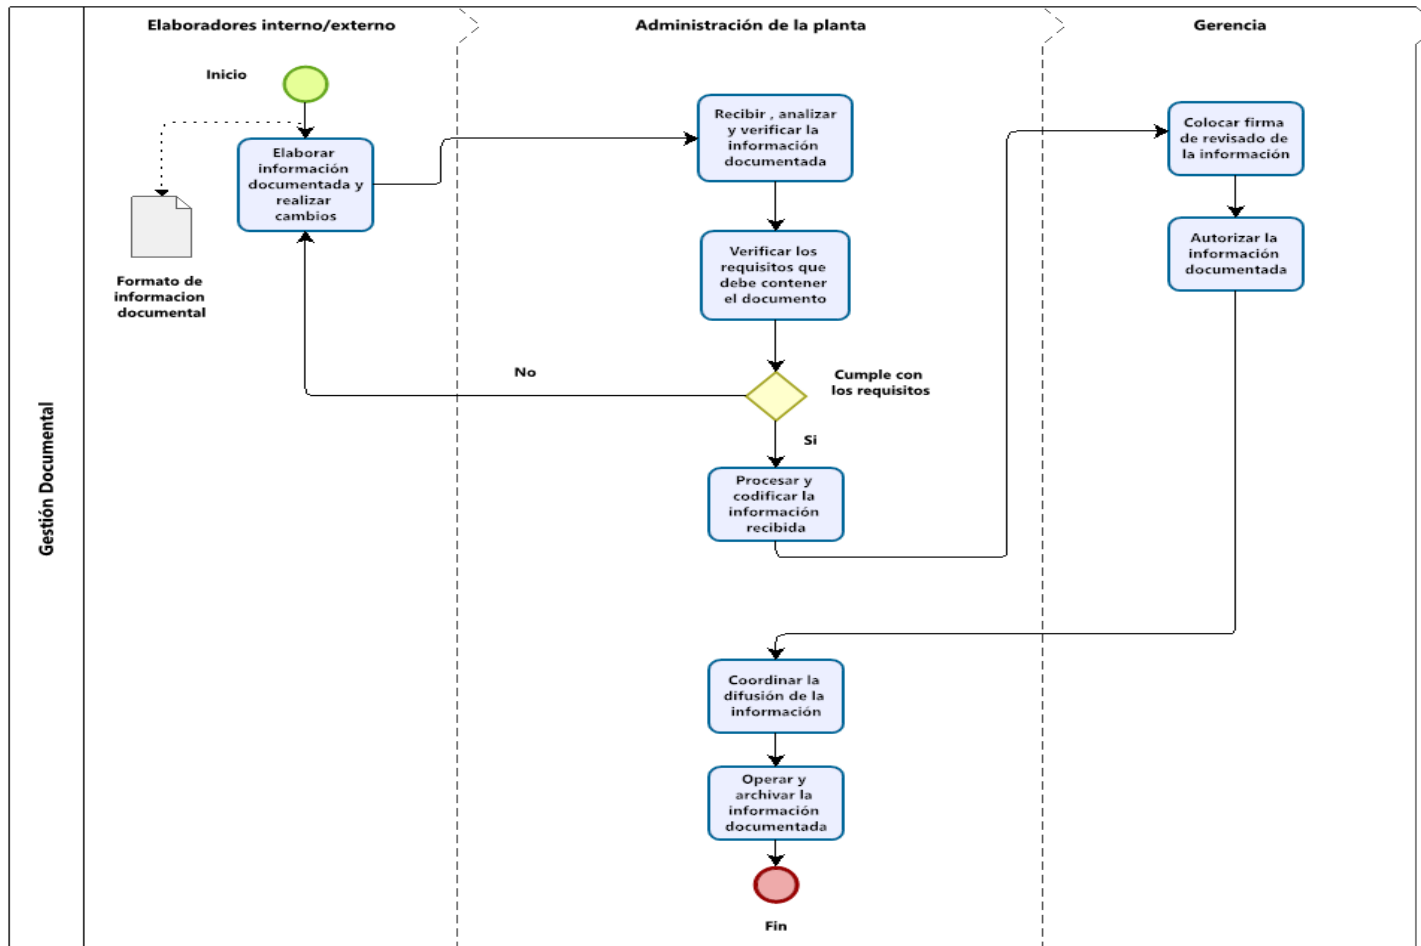 Elaboradores interno/externo
Administración de la planta
Gerencia
Gestión Documental
Inicio
Elaborar
información
documentada y
realizar
cambios
Formato de
informacion
documental
Recibir , analizar
y verificar la
información
documentada
Verificar los
requisitos que
debe contener
el documento
Cumple con
los requisitos
No
Si
Procesar y
codificar la
información
recibida
Colocar firma
de revisado de
la información
Autorizar la
información
documentada
Coordinar la
difusión de la
información
Operar y
archivar la
información
documentada
Fin